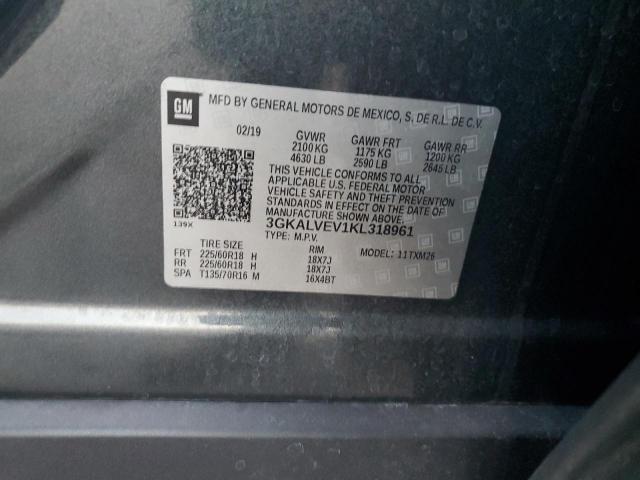 GM MFD BY GENERAL MOTORS DE MEXICO, S. DE R.L. DE C.V.
02/19 GVWR GAWR FRT GAWR RR
2100 KG 1175 KG 1200 KG
4630 LB 2590 LB 2645 LB
THIS VEHICLE CONFORMS TO ALL
APPLICABLE U.S. FEDERAL MOTOR
VEHICLE SAFETY AND THEFT PREVENTION
STANDARDS IN EFFECT ON THE DATE OF
MANUFACTURE SHOWN ABOVE.
139X
3GKALVEV1KL318961
TYPE: M.P.V. MODEL: 11TXM26
TIRE SIZE RIM
FRT 225/60R18 H 18X7J
RR 225/60R18 H 18X7J
SPA T135/70R16 M 16X4BT